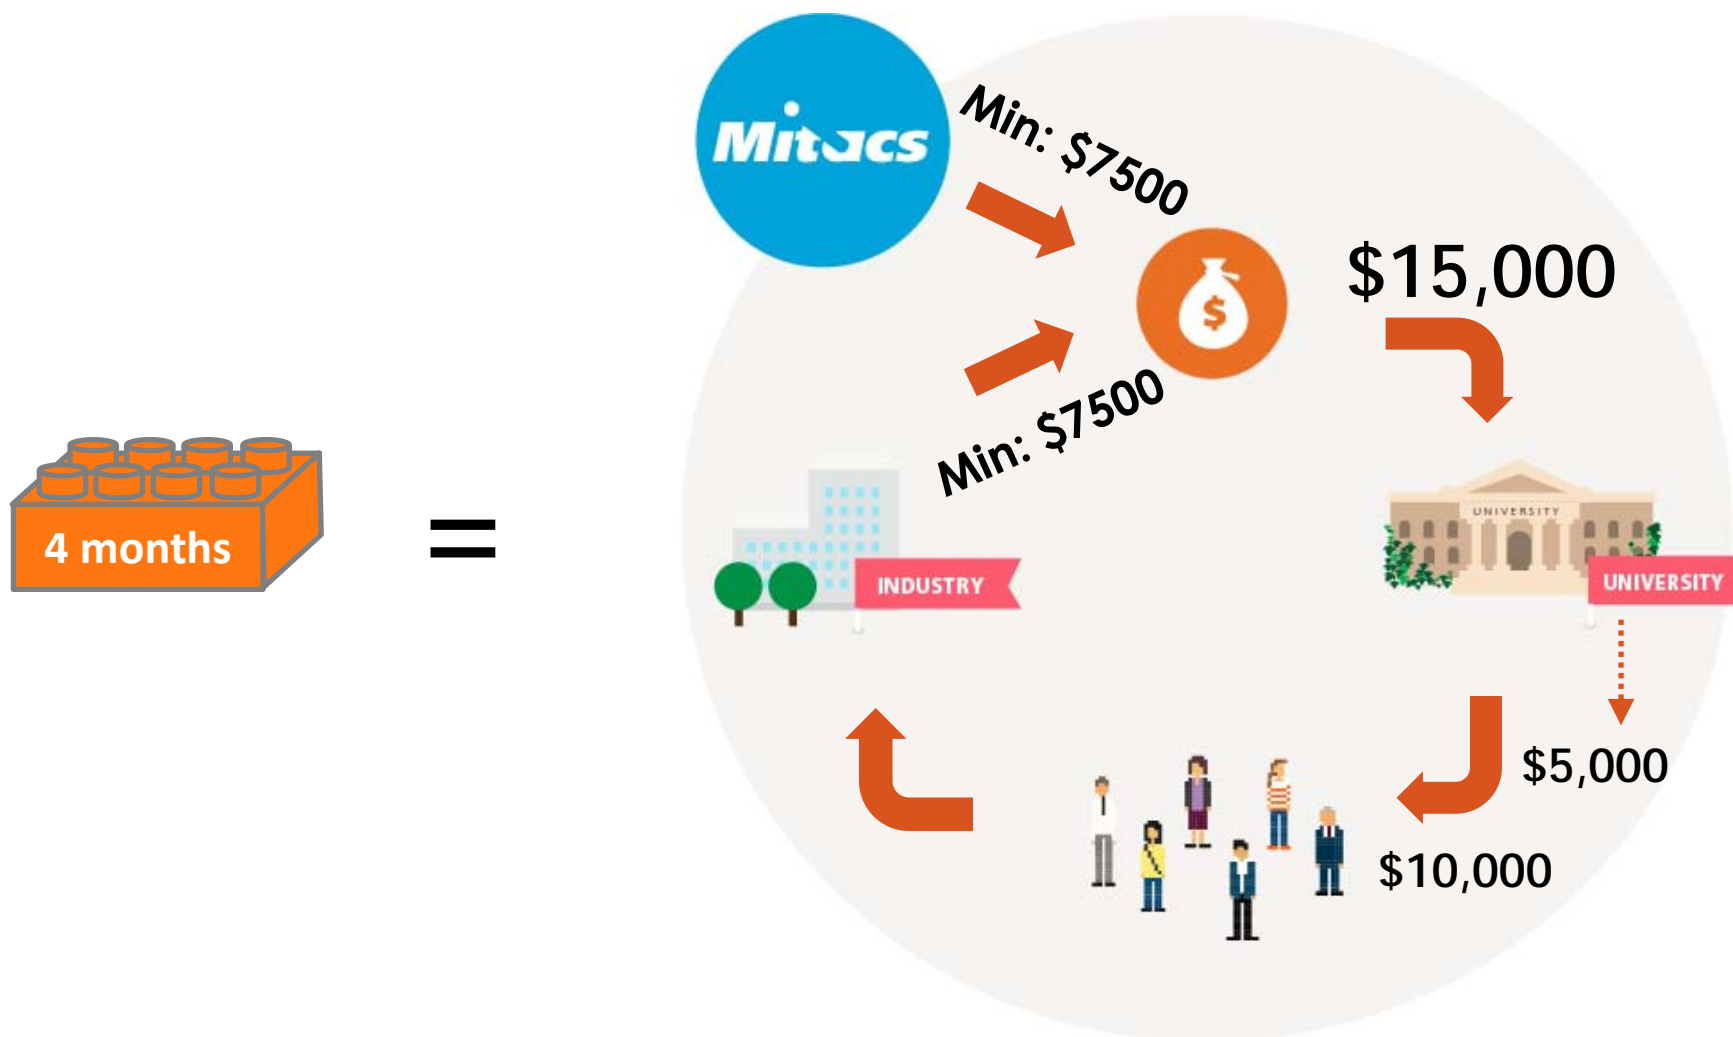 Mitacs
Min: $7500
$
$15,000
Min: $7500
4 months
=
INDUSTRY
UNIVERSITY
UNIVERSITY
$5,000
$10,000